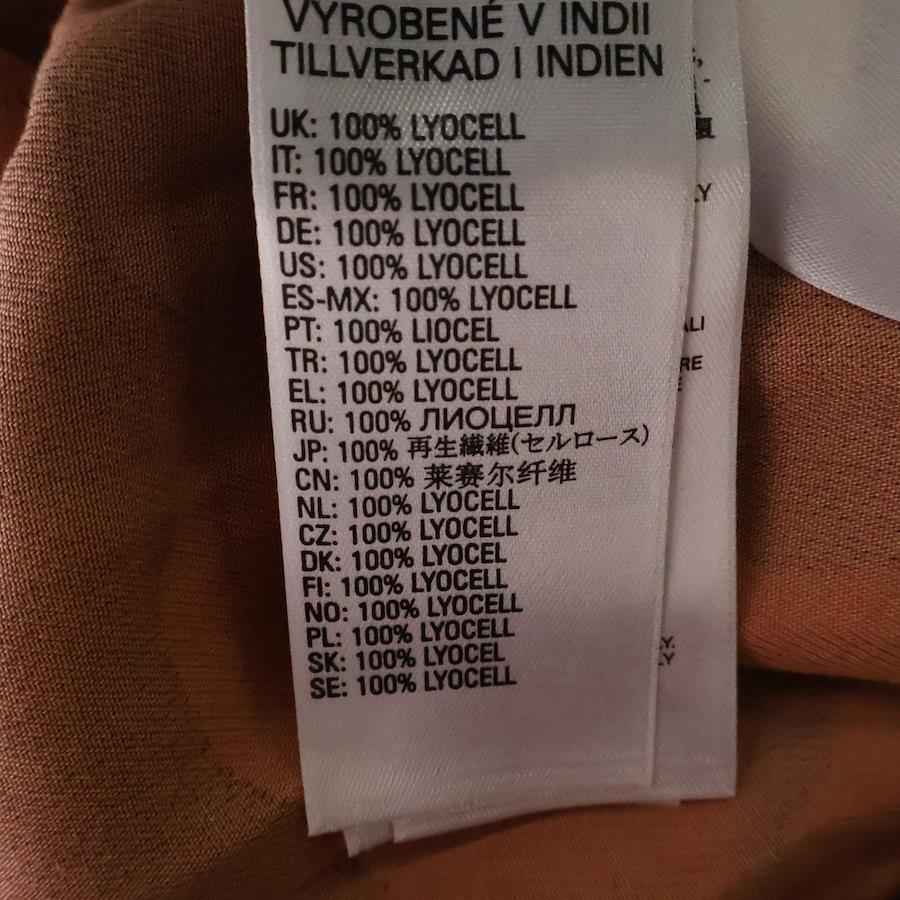 VYROBENÉ V INDII
TILLVERKAD I INDIEN
UK: 100% LYOCELL
IT: 100% LYOCELL
FR: 100% LYOCELL
DE: 100% LYOCELL
US: 100% LYOCELL
ES-MX: 100% LYOCELL
PT: 100% LIOCEL
TR: 100% LYOCELL
EL: 100% LYOCELL
RU: 100% ЛИОЦЕЛЛ
JP: 100% 再生繊維(セルロース)
CN: 100% 莱赛尔纤维
NL: 100% LYOCELL
CZ: 100% LYOCELL
DK: 100% LYOCEL
FI: 100% LYOCELL
NO: 100% LYOCELL
PL: 100% LYOCELL
SK: 100% LYOCEL
SE: 100% LYOCELL